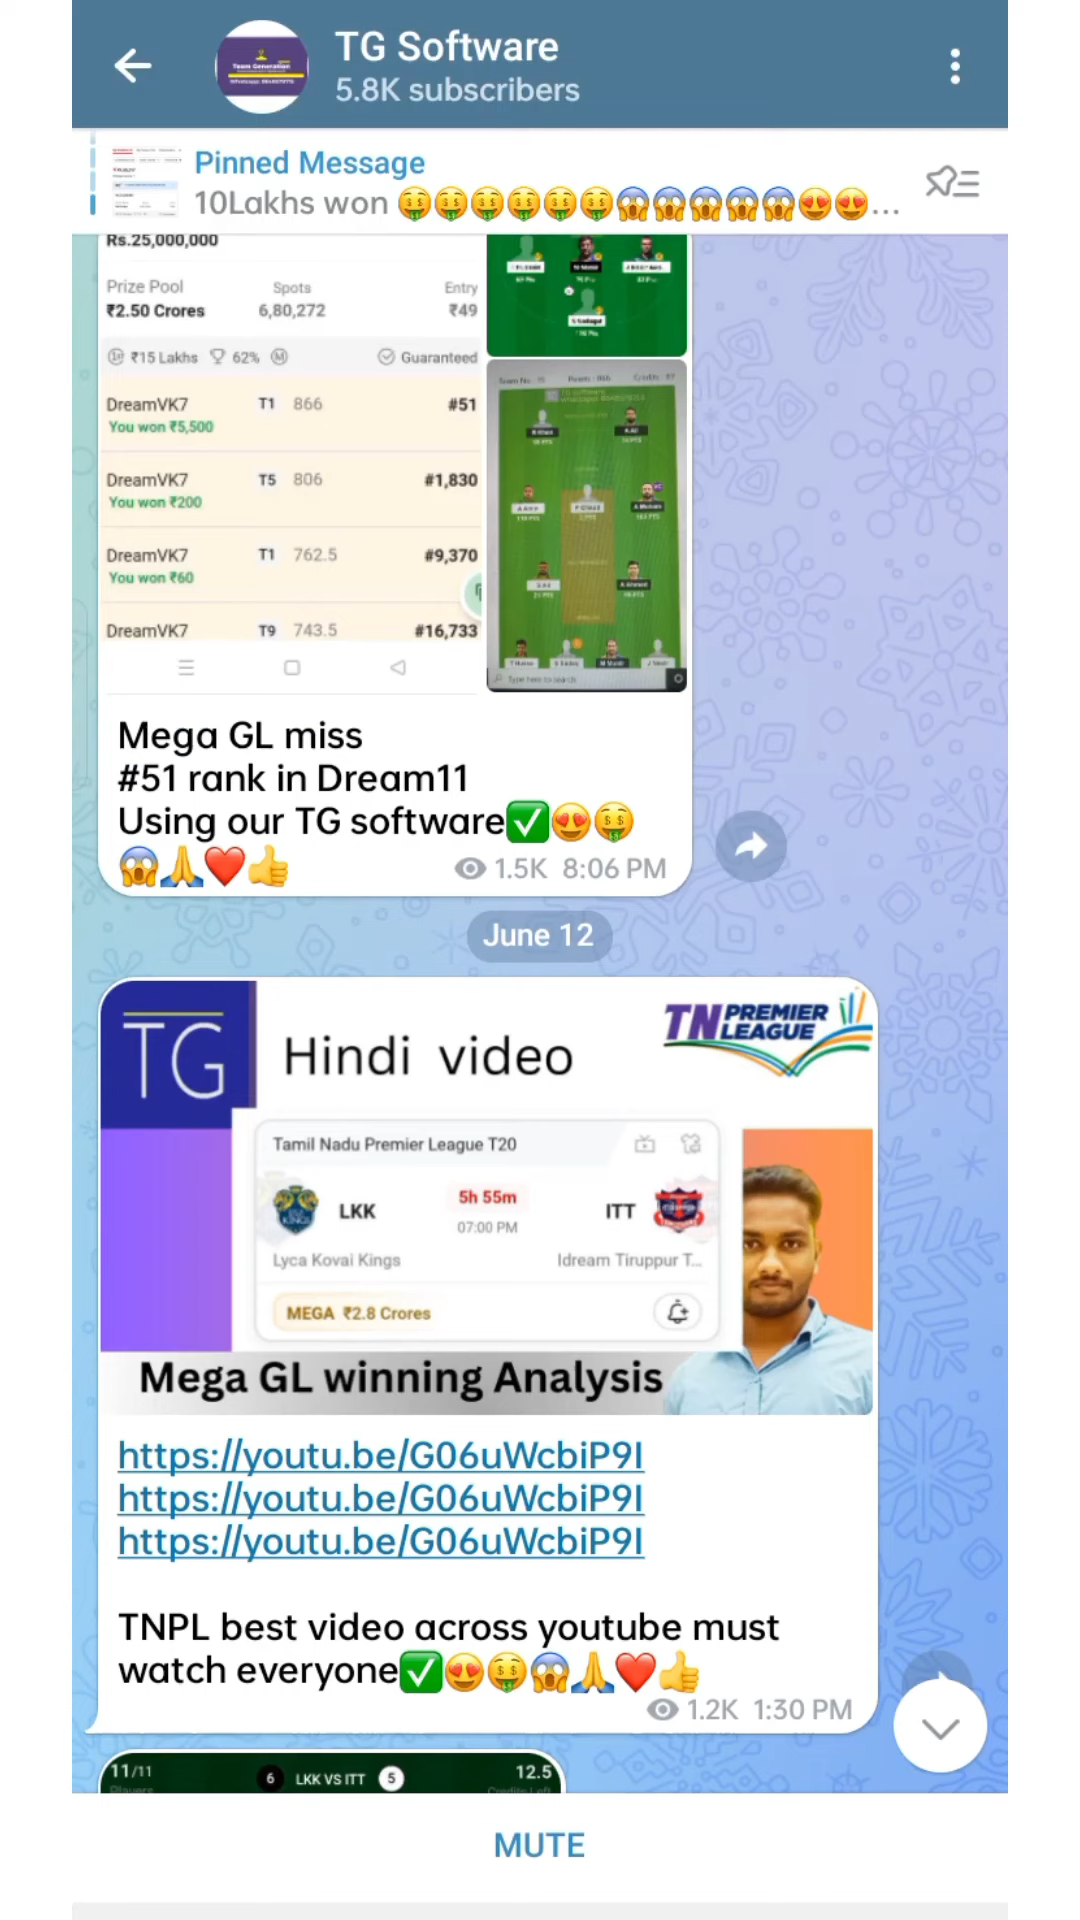 TG Software
5.8K subscribers
Pinned Message
10Lakhs won 🤑🤑🤑🤑🤑🤑😱😱😱😱😱😍😍...
Rs.25,000,000
Prize Pool Spots Entry
₹2.50 Crores 6,80,272 ₹49
₹15 Lakhs 62% M Guaranteed
DreamVK7 T1 866 #51
You won ₹5,500
DreamVK7 T5 806 #1,830
You won ₹200
DreamVK7 T1 762.5 #9,370
You won ₹60
DreamVK7 T9 743.5 #16,733
Type here to search
Mega GL miss
#51 rank in Dream11
Using our TG software✅😍🤑
😱🙏❤️👍
1.5K 8:06 PM
June 12
TG
Hindi video
TN PREMIER
LEAGUE
Tamil Nadu Premier League T20
LKK 5h 55m ITT
07:00 PM
Lyca Kovai Kings Idream Tiruppur T...
MEGA ₹2.8 Crores
Mega GL winning Analysis
https://youtu.be/G06uWcbiP9I
https://youtu.be/G06uWcbiP9I
https://youtu.be/G06uWcbiP9I
TNPL best video across youtube must
watch everyone✅😍🤑😱🙏❤️👍
1.2K 1:30 PM
11/11 6 LKK VS ITT 5 12.5
Players Credits Left
MUTE